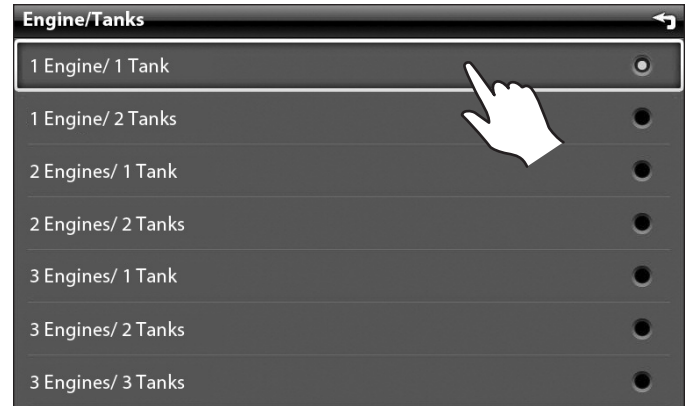 Engine/Tanks
1 Engine/ 1 Tank
1 Engine/ 2 Tanks
2 Engines/ 1 Tank
2 Engines/ 2 Tanks
3 Engines/ 1 Tank
3 Engines/ 2 Tanks
3 Engines/ 3 Tanks